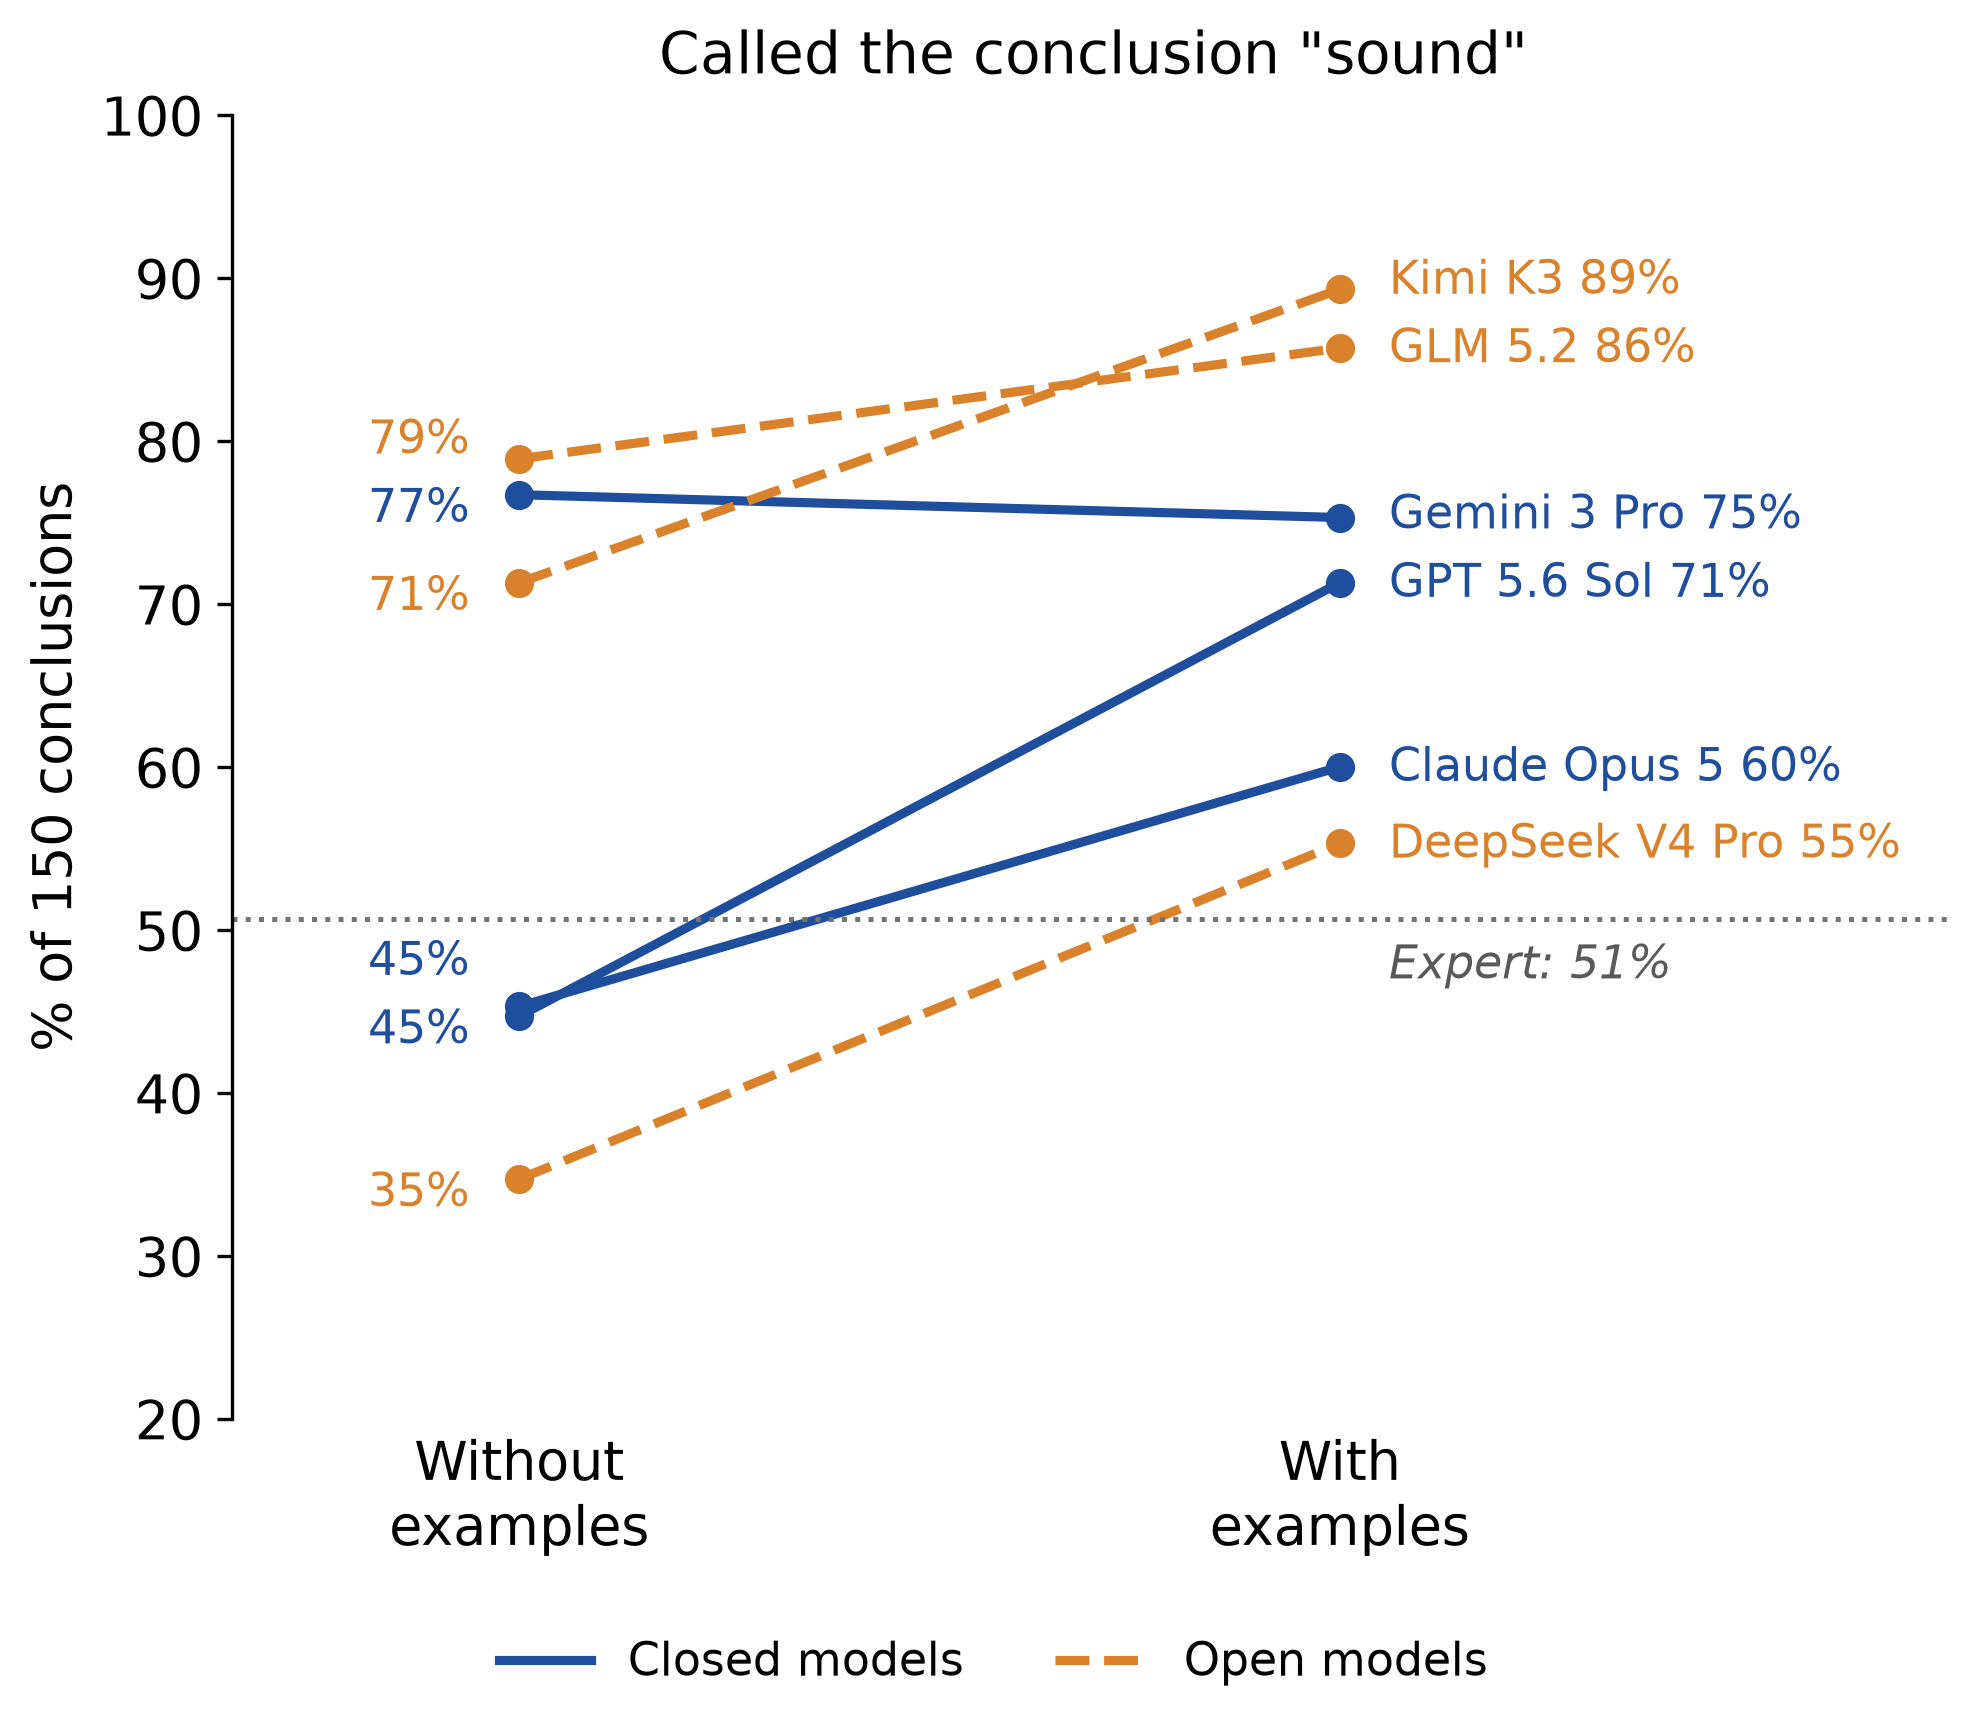 Called the conclusion "sound"
% of 150 conclusions
100
90
80
70
60
50
40
30
20
79%
77%
71%
45%
45%
35%
Kimi K3 89%
GLM 5.2 86%
Gemini 3 Pro 75%
GPT 5.6 Sol 71%
Claude Opus 5 60%
DeepSeek V4 Pro 55%
Expert: 51%
Without
examples
With
examples
Closed models
Open models